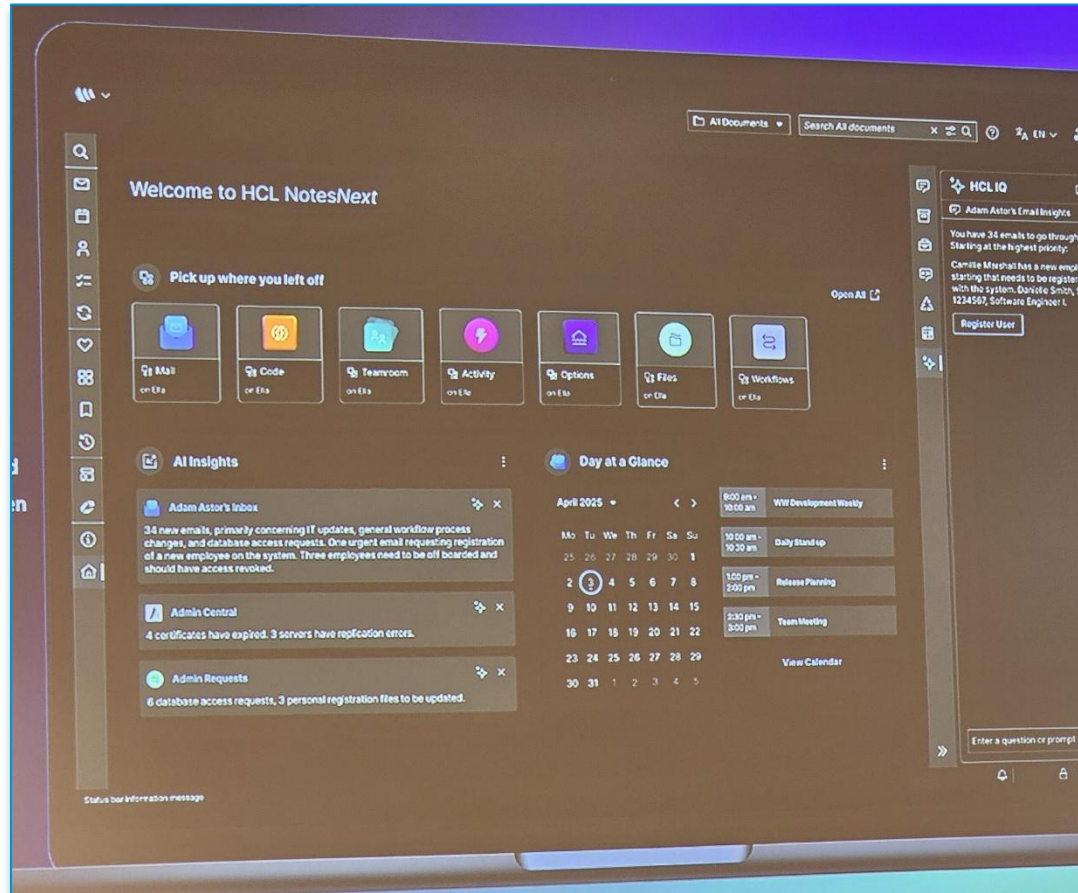 All Documents
Search All documents
EN
Welcome to HCL NotesNext
Pick up where you left off
Open All
Mail
on Ella
Code
on Ella
Teamroom
on Ella
Activity
on Ella
Options
on Ella
Files
on Ella
Workflows
on Ella
AI Insights
Adam Astor's Inbox
34 new emails, primarily concerning IT updates, general workflow process
changes, and database access requests. One urgent email requesting registration
of a new employee on the system. Three employees need to be off boarded and
should have access revoked.
Admin Central
4 certificates have expired. 3 servers have replication errors.
Admin Requests
6 database access requests, 3 personal registration files to be updated.
Day at a Glance
April 2025
Mo Tu We Th Fr Sa Su
25 26 27 28 29 30 1
2 3 4 5 6 7 8
9 10 11 12 13 14 15
16 17 18 19 20 21 22
23 24 25 26 27 28 29
30 31 1 2 3 4 5
9:00 am -
10:00 am
WW Development Weekly
10:00 am -
10:30 am
Daily Stand up
1:00 pm -
2:00 pm
Release Planning
2:30 pm -
3:00 pm
Team Meeting
View Calendar
HCL IQ
Adam Astor's Email Insights
You have 34 emails to go through
Starting at the highest priority:
Camille Marshall has a new
starting that needs to be
with the system. Danielle Smith,
1234567, Software Engineer I.
Register User
Enter a question or prompt
Status bar information message
en